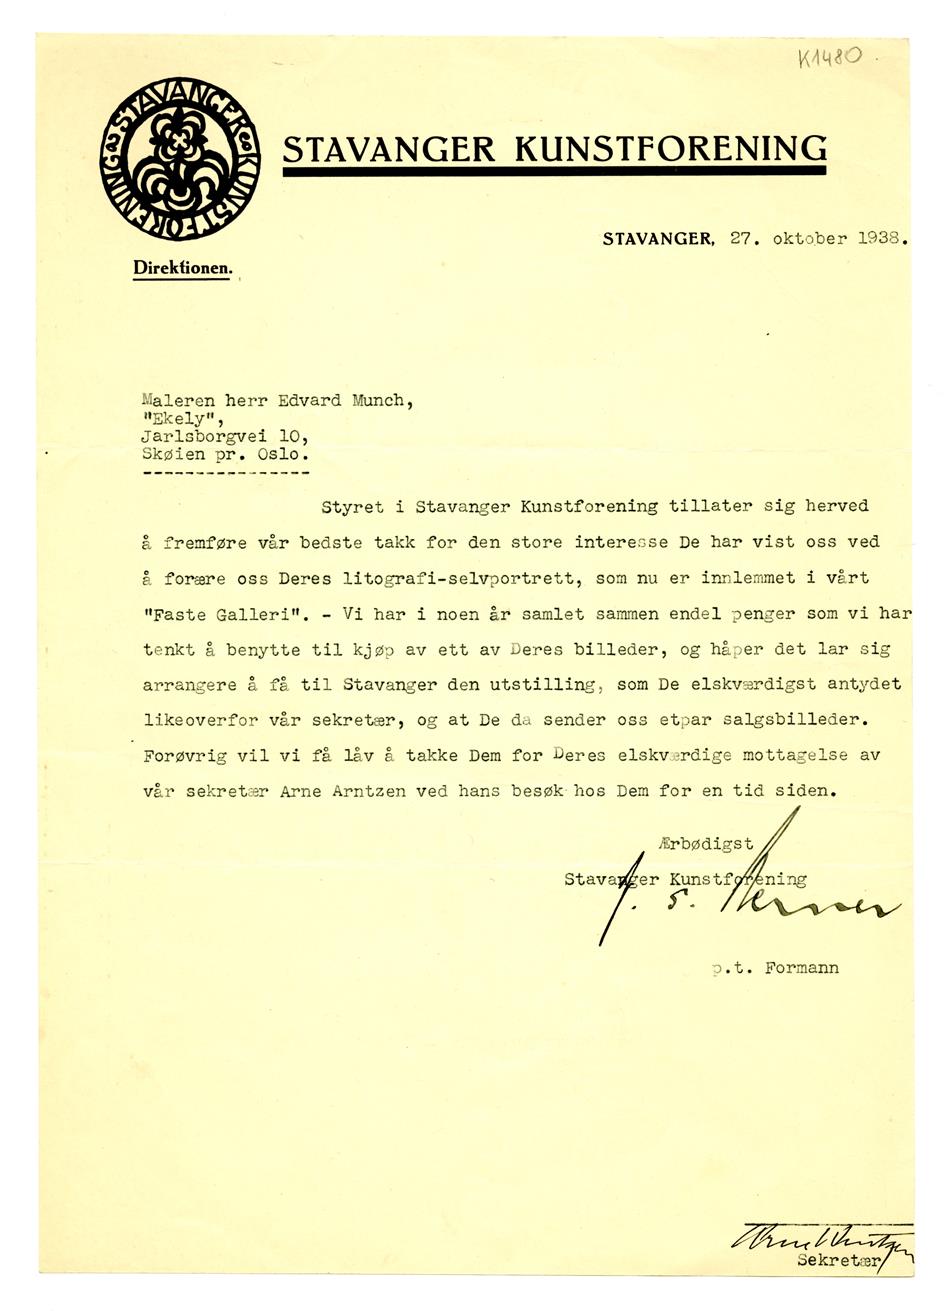 K1480
STAVANGER KUNSTFORENING
STAVANGER KUNSTFORENING
STAVANGER, 27. oktober 1938.
Direktionen.
Maleren herr Edvard Munch,
"Ekely",
Jarlsborgvei 10,
Skøien pr. Oslo.
----------------
Styret i Stavanger Kunstforening tillater sig herved
å fremføre vår bedste takk for den store interesse De har vist oss ved
å forære oss Deres litografi-selvportrett, som nu er innlemmet i vårt
"Faste Galleri". - Vi har i noen år samlet sammen endel penger som vi har
tenkt å benytte til kjøp av ett av Deres billeder, og håper det lar sig
arrangere å få til Stavanger den utstilling, som De elskværdigst antydet
likeoverfor vår sekretær, og at De da sender oss etpar salgsbilleder.
Forøvrig vil vi få låv å takke Dem for Deres elskværdige mottagelse av
vår sekretær Arne Arntzen ved hans besøk hos Dem for en tid siden.
Ærbødigst
Stavanger Kunstforening
p.t. Formann
Arne Arntzen
Sekretær